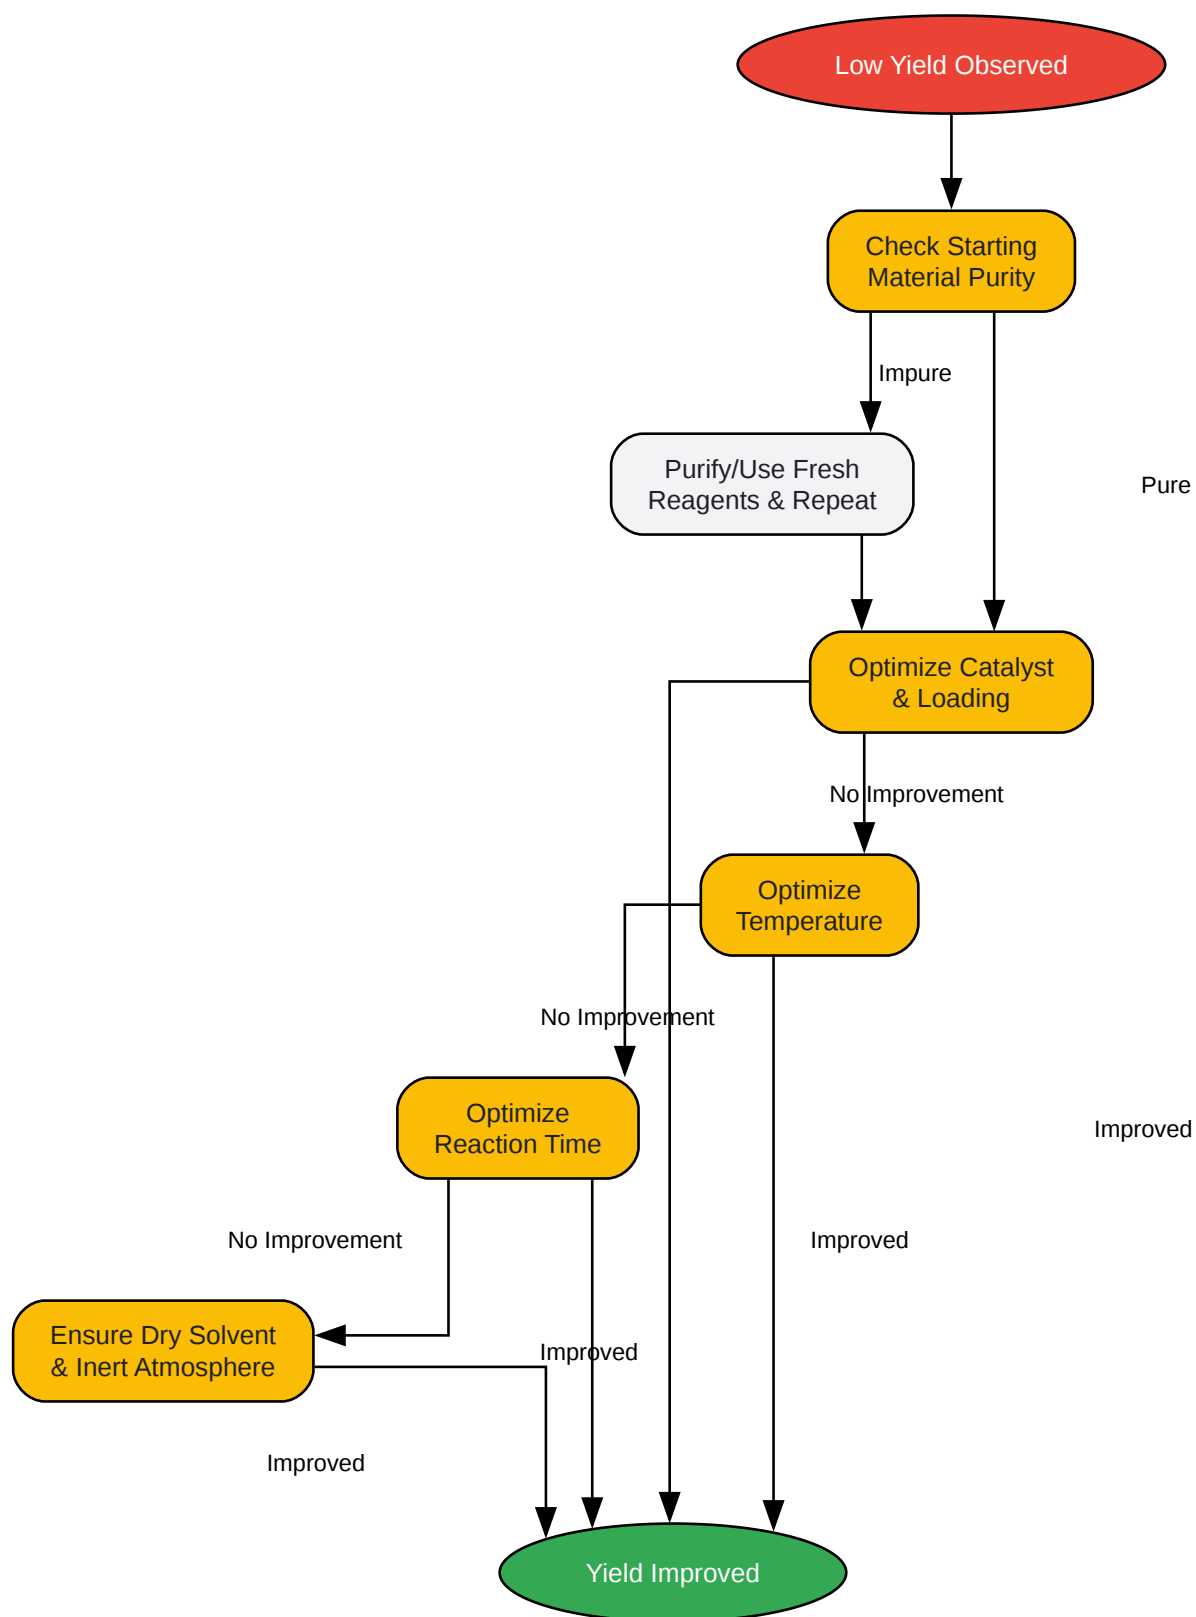 Low Yield Observed
Check Starting
Material Purity
Impure
Purify/Use Fresh
Reagents & Repeat
Pure
Optimize Catalyst
& Loading
No Improvement
Optimize
Temperature
No Improvement
Optimize
Reaction Time
Improved
No Improvement
Improved
Ensure Dry Solvent
& Inert Atmosphere
Improved
Improved
Yield Improved